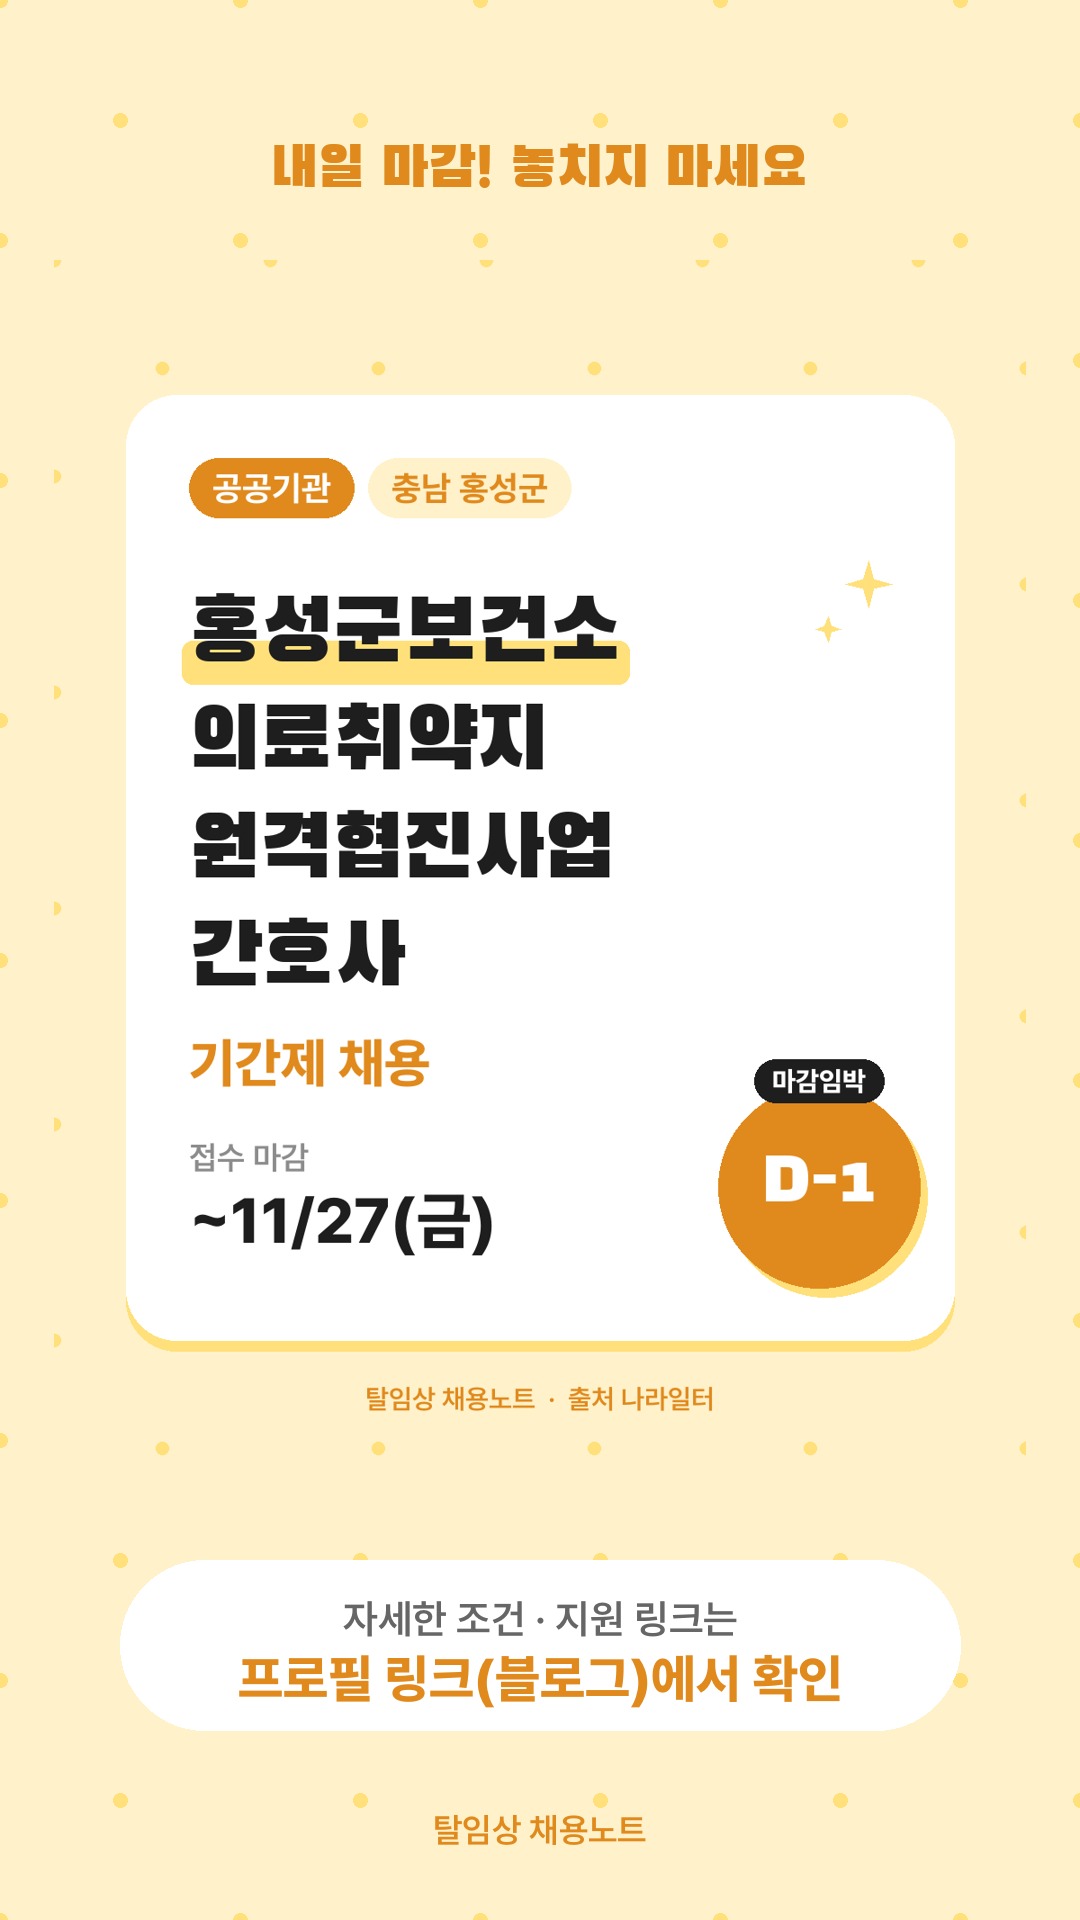 내일 마감! 놓치지 마세요
공공기관 충남 홍성군
홍성군보건소
의료취약지
원격협진사업
간호사
기간제 채용
접수 마감
~11/27(금)
마감임박
D-1
탈임상 채용노트 · 출처 나라일터
자세한 조건 · 지원 링크는
프로필 링크(블로그)에서 확인
탈임상 채용노트